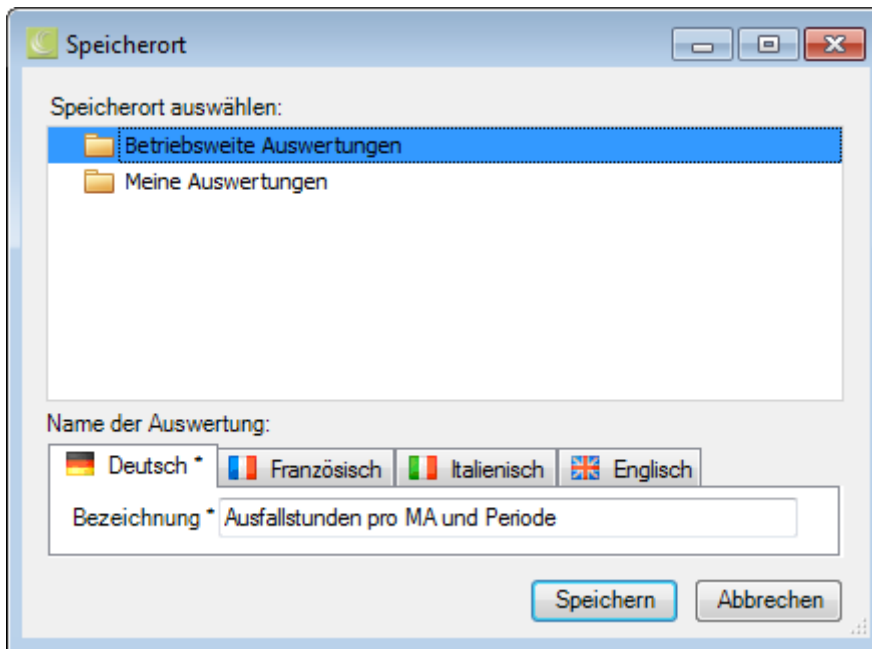 Speicherort
Speicherort auswählen:
Betriebsweite Auswertungen
Meine Auswertungen
Name der Auswertung:
Deutsch * Französisch Italienisch Englisch
Bezeichnung * Ausfallstunden pro MA und Periode
Speichern Abbrechen